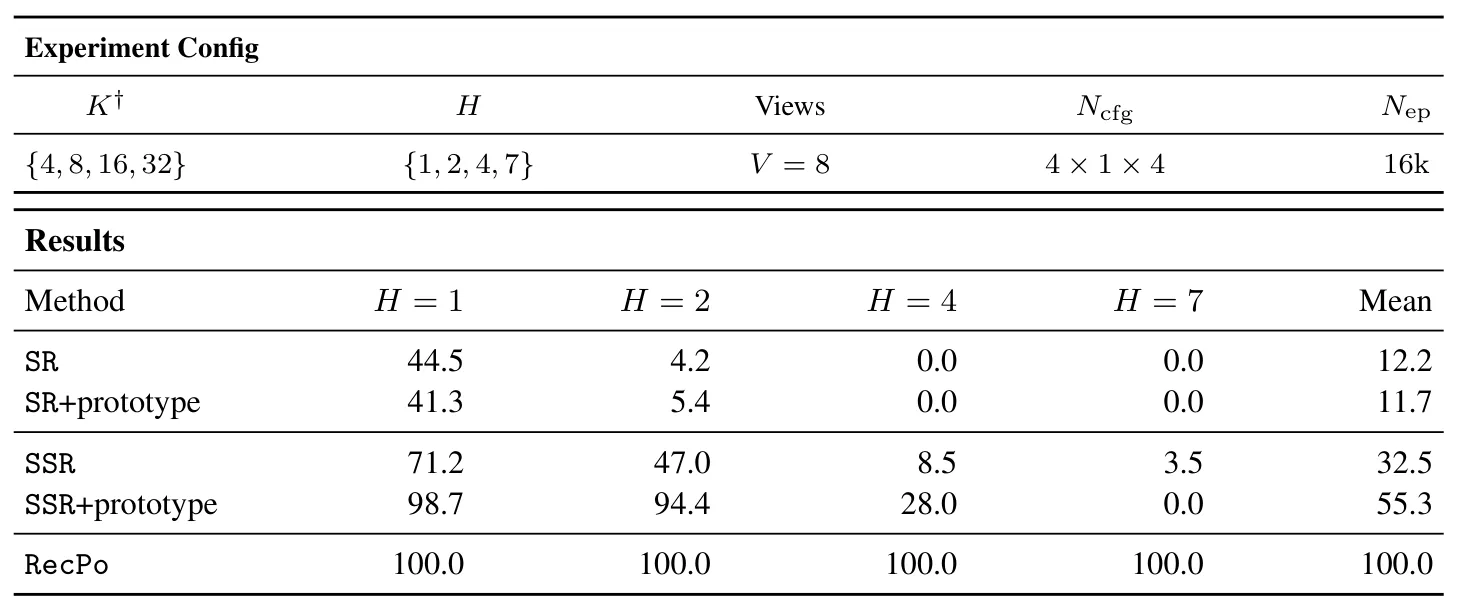 Experiment Config
K† H Views N_cfg N_ep
{4, 8, 16, 32} {1, 2, 4, 7} V = 8 4 × 1 × 4 16k
Results
Method H = 1 H = 2 H = 4 H = 7 Mean
SR 44.5 4.2 0.0 0.0 12.2
SR+prototype 41.3 5.4 0.0 0.0 11.7
SSR 71.2 47.0 8.5 3.5 32.5
SSR+prototype 98.7 94.4 28.0 0.0 55.3
RecPo 100.0 100.0 100.0 100.0 100.0